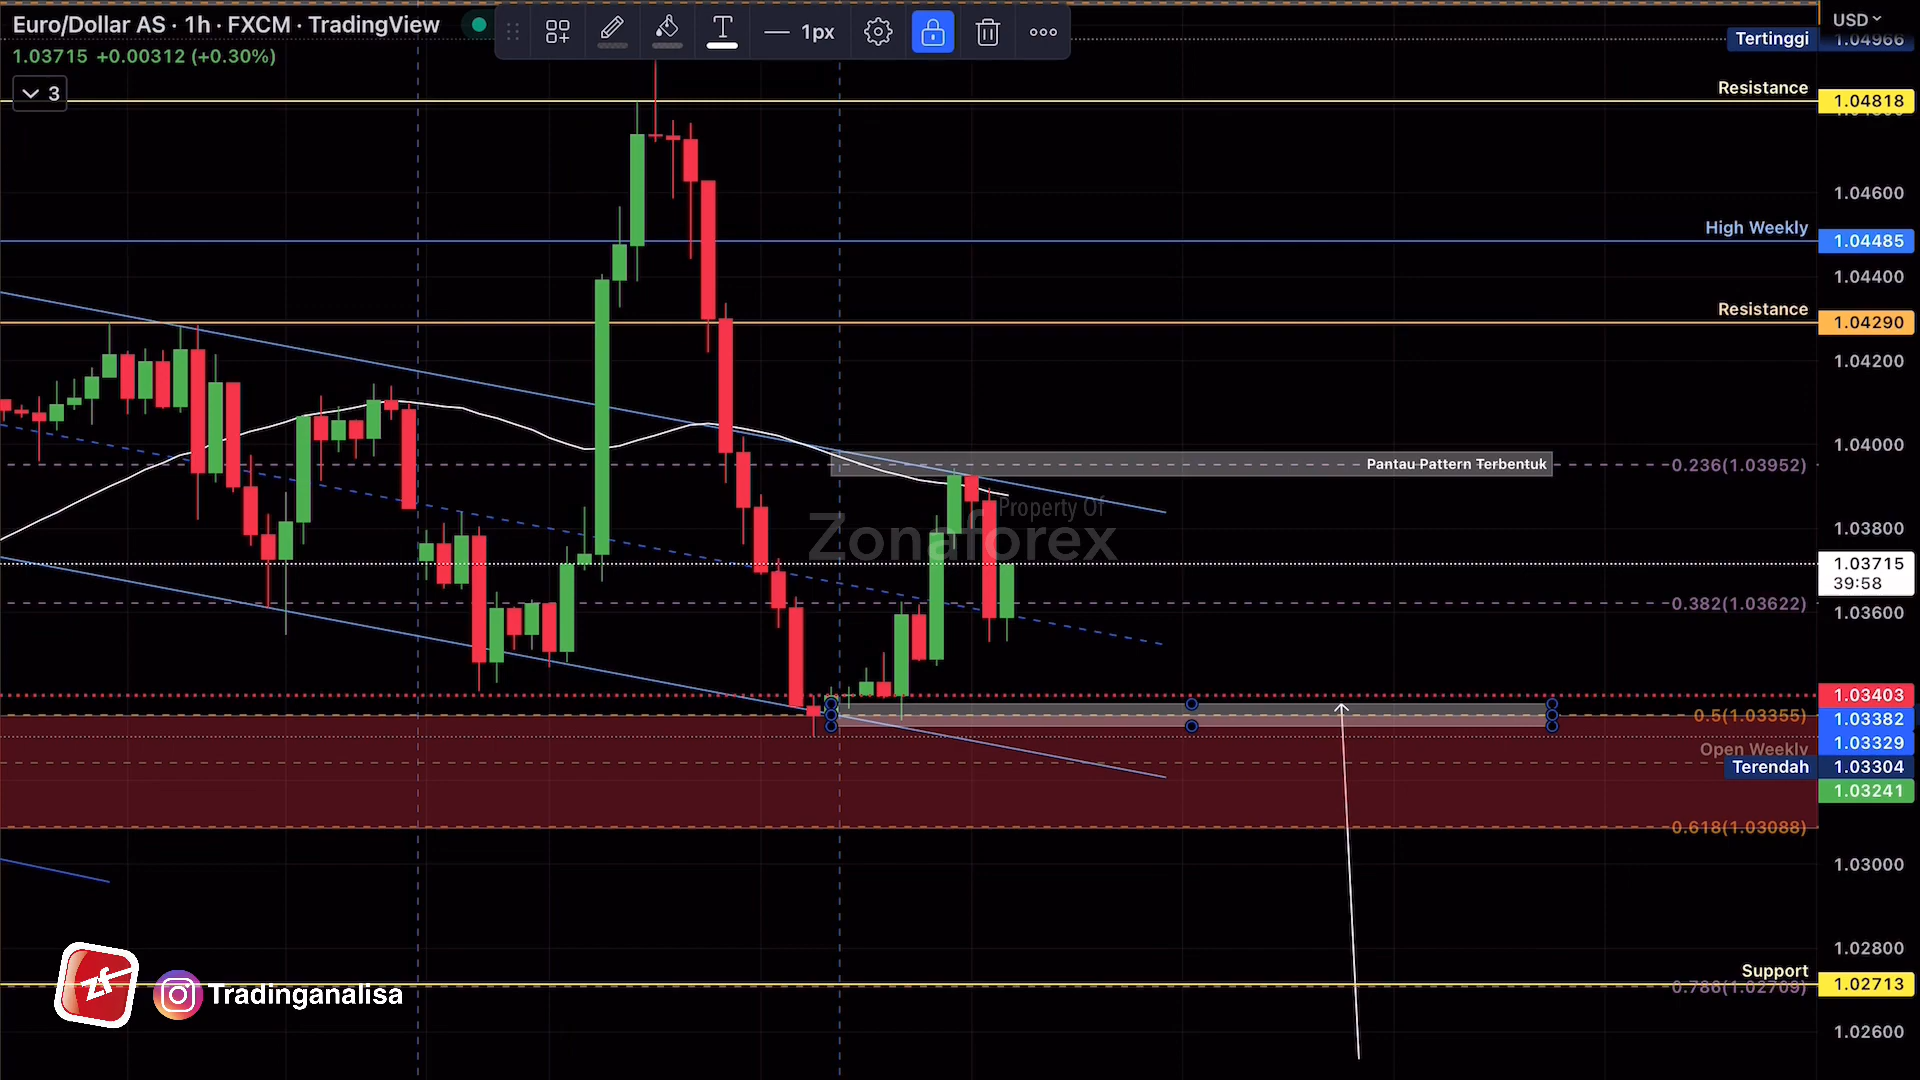 Euro/Dollar AS · 1h · FXCM · TradingView
1.03715 +0.00312 (+0.30%)
3
T
1px
USD
Tertinggi 1.04966
Resistance
1.04818
1.04600
High Weekly
1.04485
1.04400
Resistance
1.04290
1.04200
1.04000
Pantau Pattern Terbentuk
0.236(1.03952)
Property Of
Zonaforex
1.03800
1.03715
39:58
0.382(1.03622)
1.03600
1.03403
0.5(1.03355)
1.03382
1.03329
Open Weekly
Terendah 1.03304
1.03241
0.618(1.03088)
1.03000
1.02800
Support
1.02713
0.786(1.02709)
1.02600
zf
Tradinganalisa